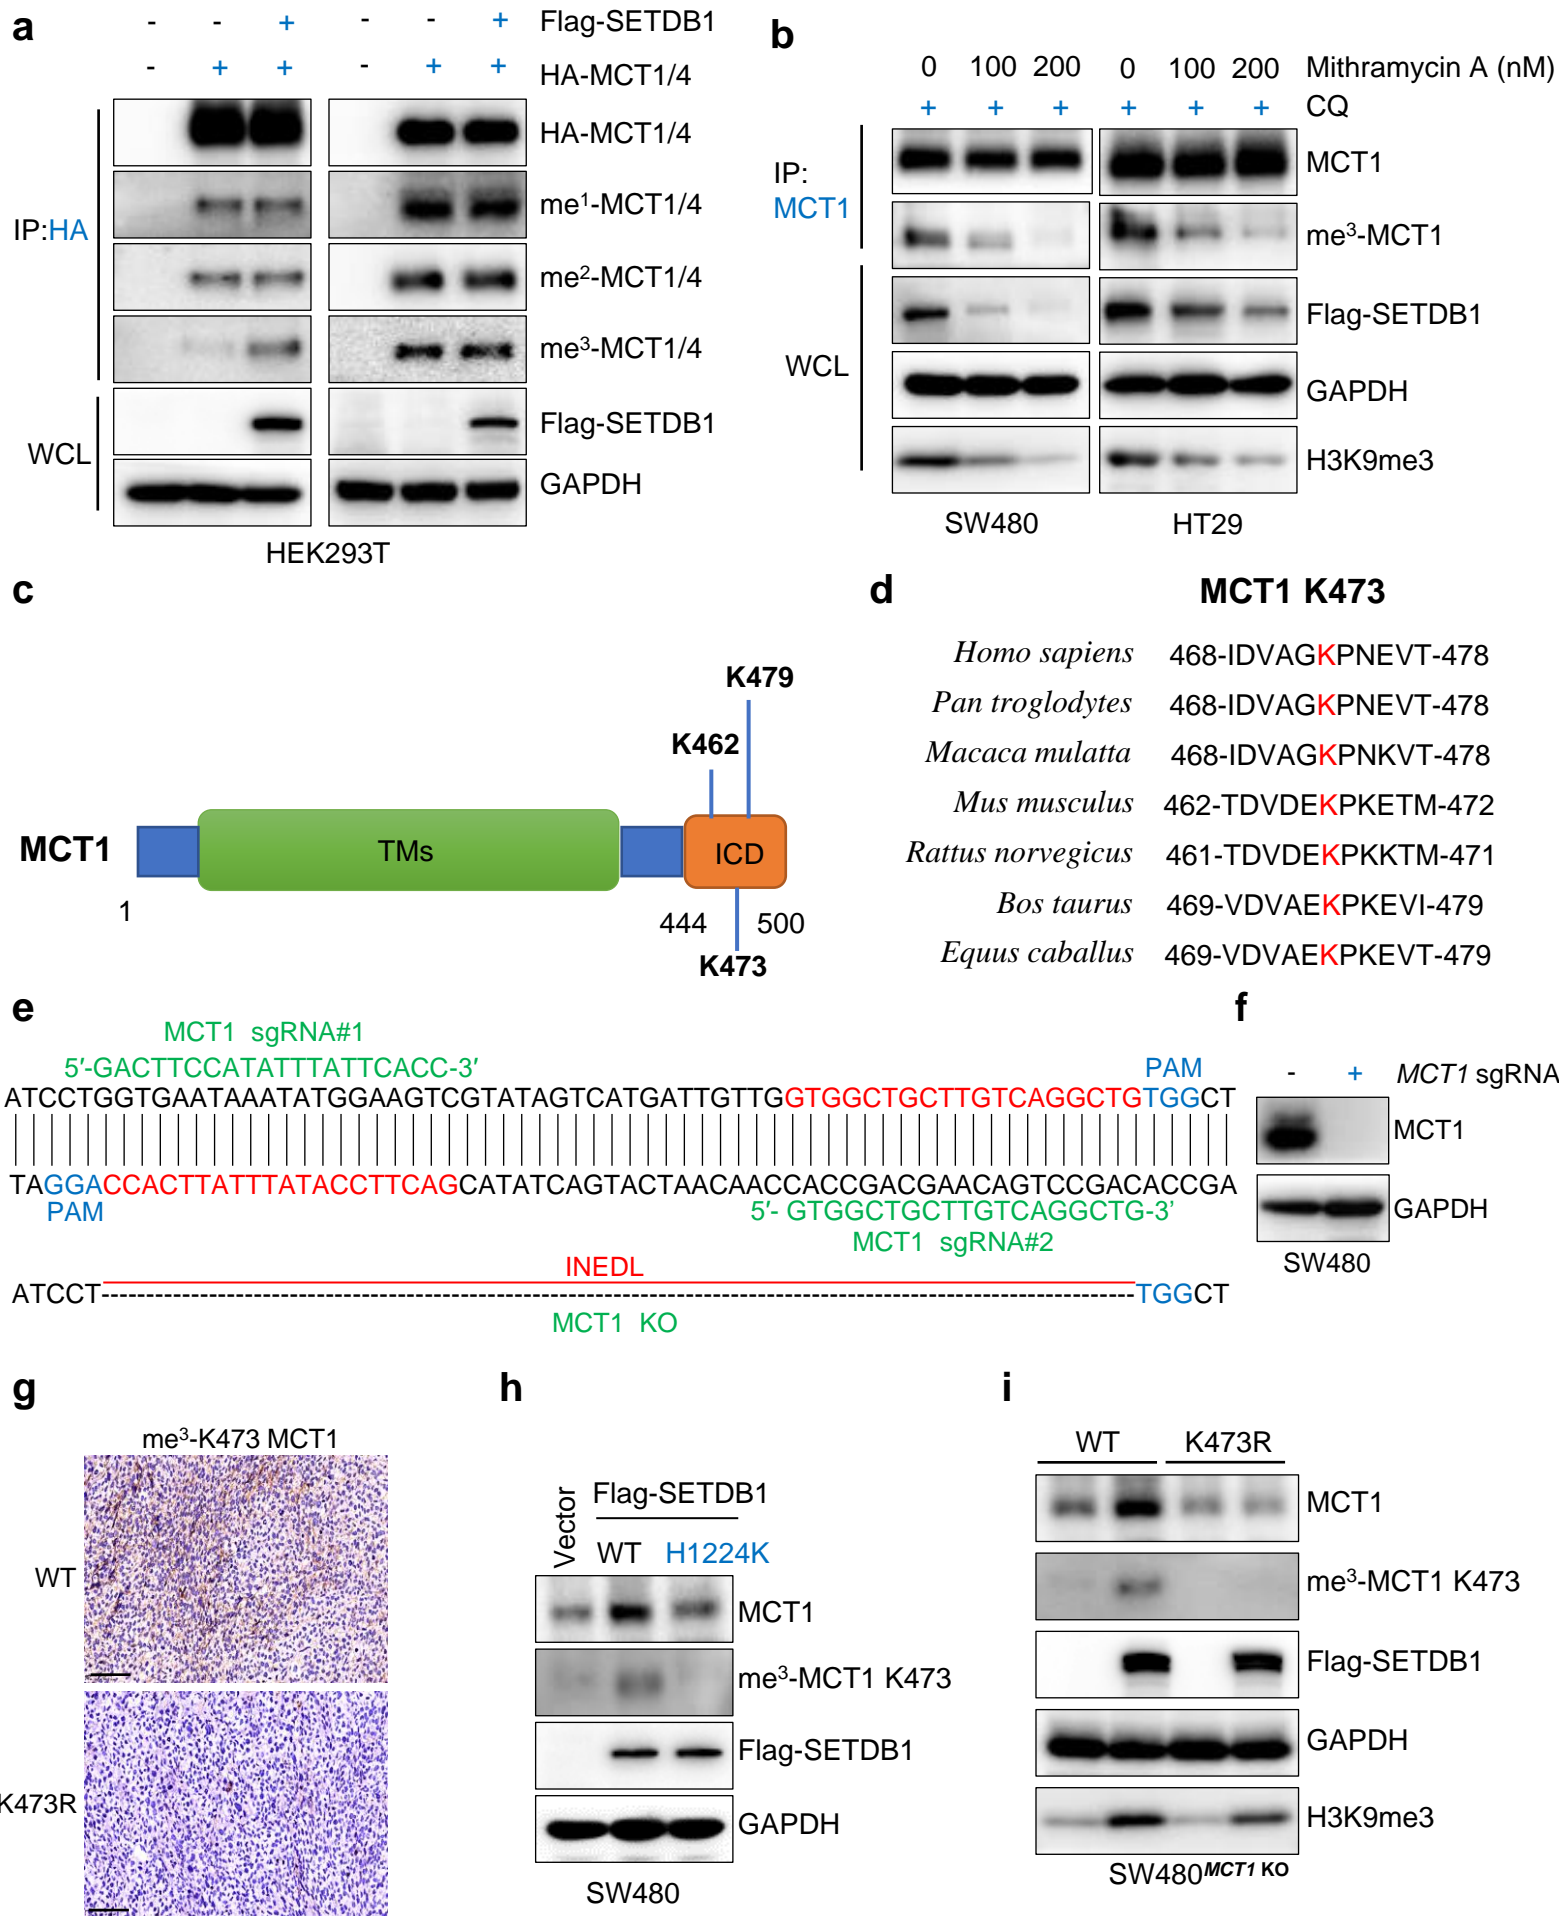 a
- - + - - + Flag-SETDB1
- + + - + + HA-MCT1/4
HA-MCT1/4
me¹-MCT1/4
IP:HA
me²-MCT1/4
me³-MCT1/4
Flag-SETDB1
WCL
GAPDH
HEK293T
b
0 100 200 0 100 200 Mithramycin A (nM)
+ + + + + + CQ
IP:
MCT1
MCT1
me³-MCT1
Flag-SETDB1
WCL
GAPDH
H3K9me3
SW480 HT29
c
K479
K462
MCT1
TMs
ICD
1
444 500
K473
d
MCT1 K473
Homo sapiens 468-IDVAGKPNEVT-478
Pan troglodytes 468-IDVAGKPNEVT-478
Macaca mulatta 468-IDVAGKPNKVT-478
Mus musculus 462-TDVDEKPKETM-472
Rattus norvegicus 461-TDVDEKPKKTM-471
Bos taurus 469-VDVAEKPKEVI-479
Equus caballus 469-VDVAEKPKEVT-479
e
MCT1 sgRNA#1
5′-GACTTCCATATTTATTCACC-3′
PAM
ATCCTGGTGAATAAATATGGAAGTCGTATAGTCATGATTGTTGGTGGCTGCTTGTCAGGCTGTGGCT
TAGGACCACTTATTTATACCTTCAGCATATCAGTACTAACAACCACCGACGAACAGTCCGACACCGA
PAM
5′- GTGGCTGCTTGTCAGGCTG-3’
MCT1 sgRNA#2
INEDL
ATCCT-----------------------------------------------------------------------------------------TGGCT
MCT1 KO
f
- + MCT1 sgRNA
MCT1
GAPDH
SW480
g
me³-K473 MCT1
WT
K473R
h
Vector
Flag-SETDB1
WT H1224K
MCT1
me³-MCT1 K473
Flag-SETDB1
GAPDH
SW480
i
WT K473R
MCT1
me³-MCT1 K473
Flag-SETDB1
GAPDH
H3K9me3
SW480 MCT1 KO